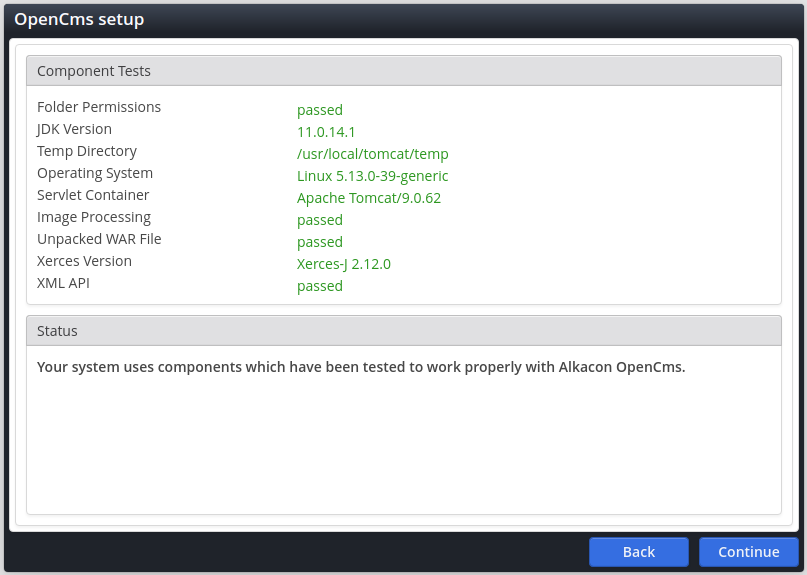 OpenCms setup
Component Tests
Folder Permissions passed
JDK Version 11.0.14.1
Temp Directory /usr/local/tomcat/temp
Operating System Linux 5.13.0-39-generic
Servlet Container Apache Tomcat/9.0.62
Image Processing passed
Unpacked WAR File passed
Xerces Version Xerces-J 2.12.0
XML API passed
Status
Your system uses components which have been tested to work properly with Alkacon OpenCms.
Back Continue